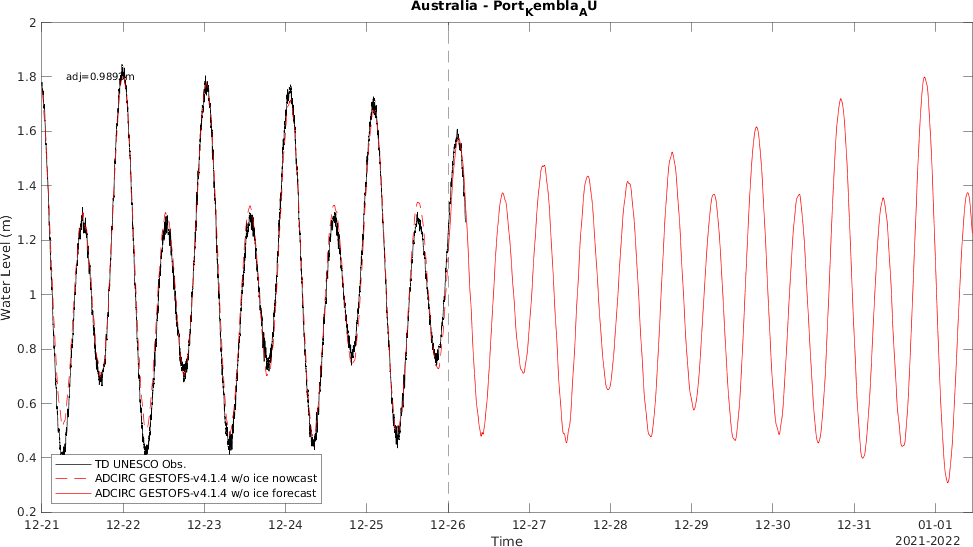 Australia - PortKemblaAU
adj=0.9892m
2
1.8
1.6
1.4
1.2
1
0.8
0.6
0.4
0.2
Water Level (m)
TD UNESCO Obs.
ADCIRC GESTOFS-v4.1.4 w/o ice nowcast
ADCIRC GESTOFS-v4.1.4 w/o ice forecast
12-21 12-22 12-23 12-24 12-25 12-26 12-27 12-28 12-29 12-30 12-31 01-01
Time
2021-2022